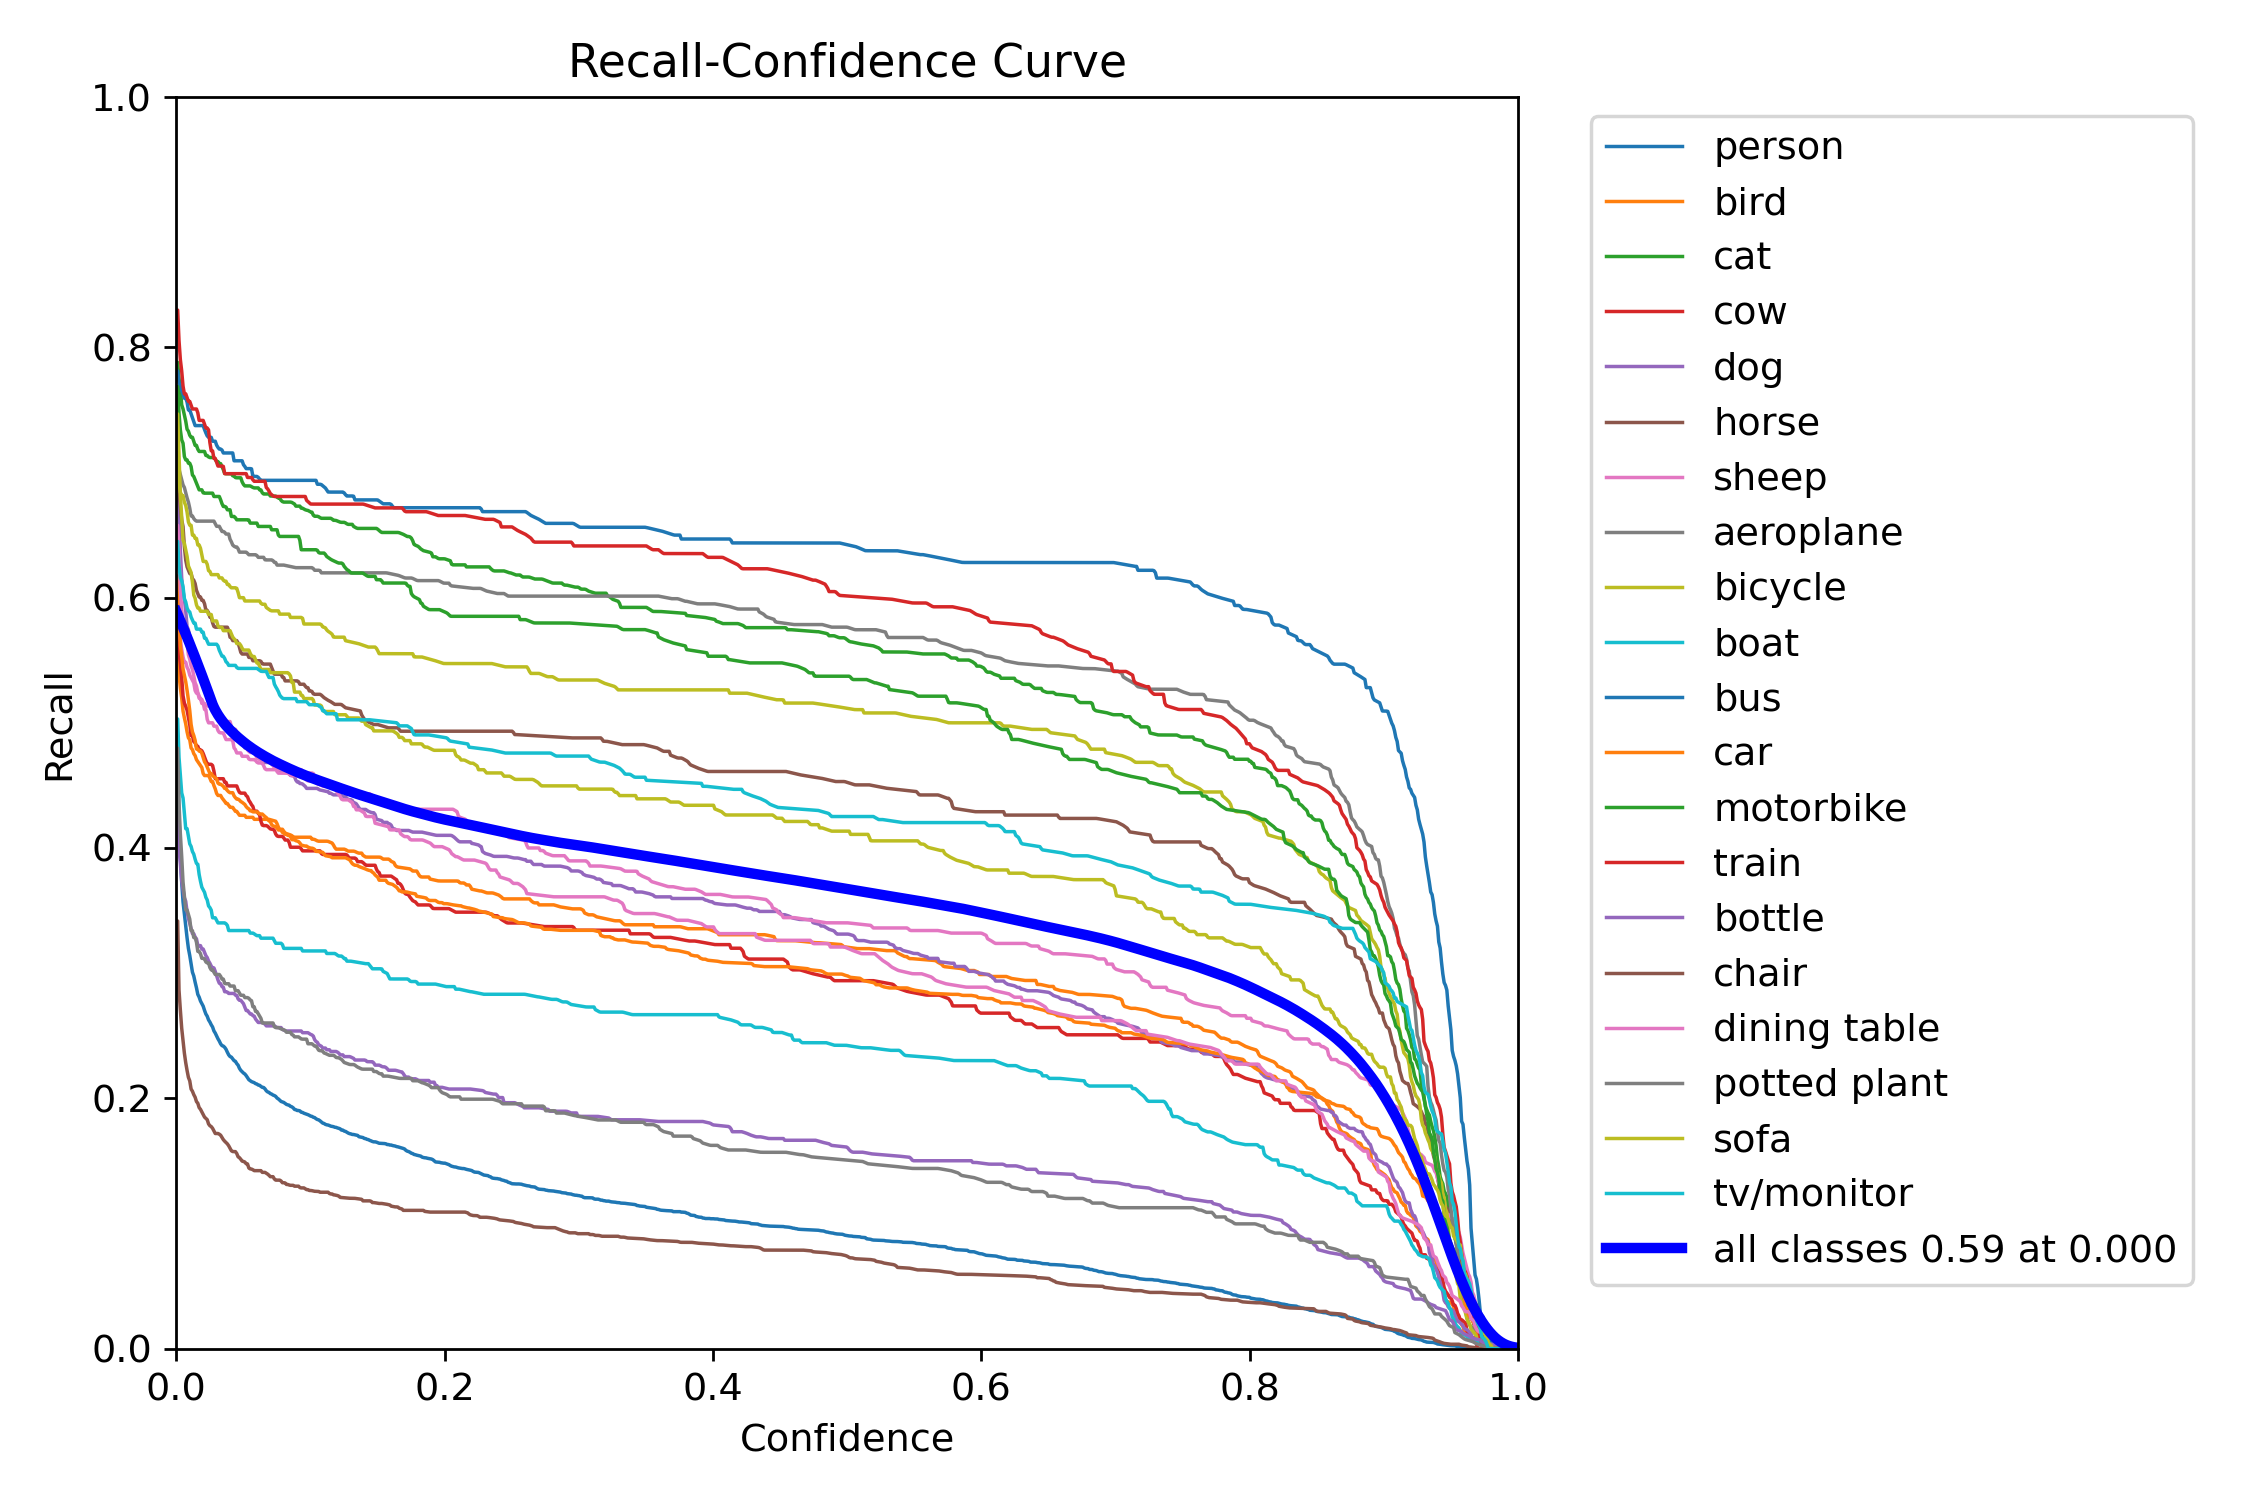 Recall-Confidence Curve
1.0
0.8
0.6
0.4
0.2
0.0
Recall
0.0 0.2 0.4 0.6 0.8 1.0
Confidence
person
bird
cat
cow
dog
horse
sheep
aeroplane
bicycle
boat
bus
car
motorbike
train
bottle
chair
dining table
potted plant
sofa
tv/monitor
all classes 0.59 at 0.000